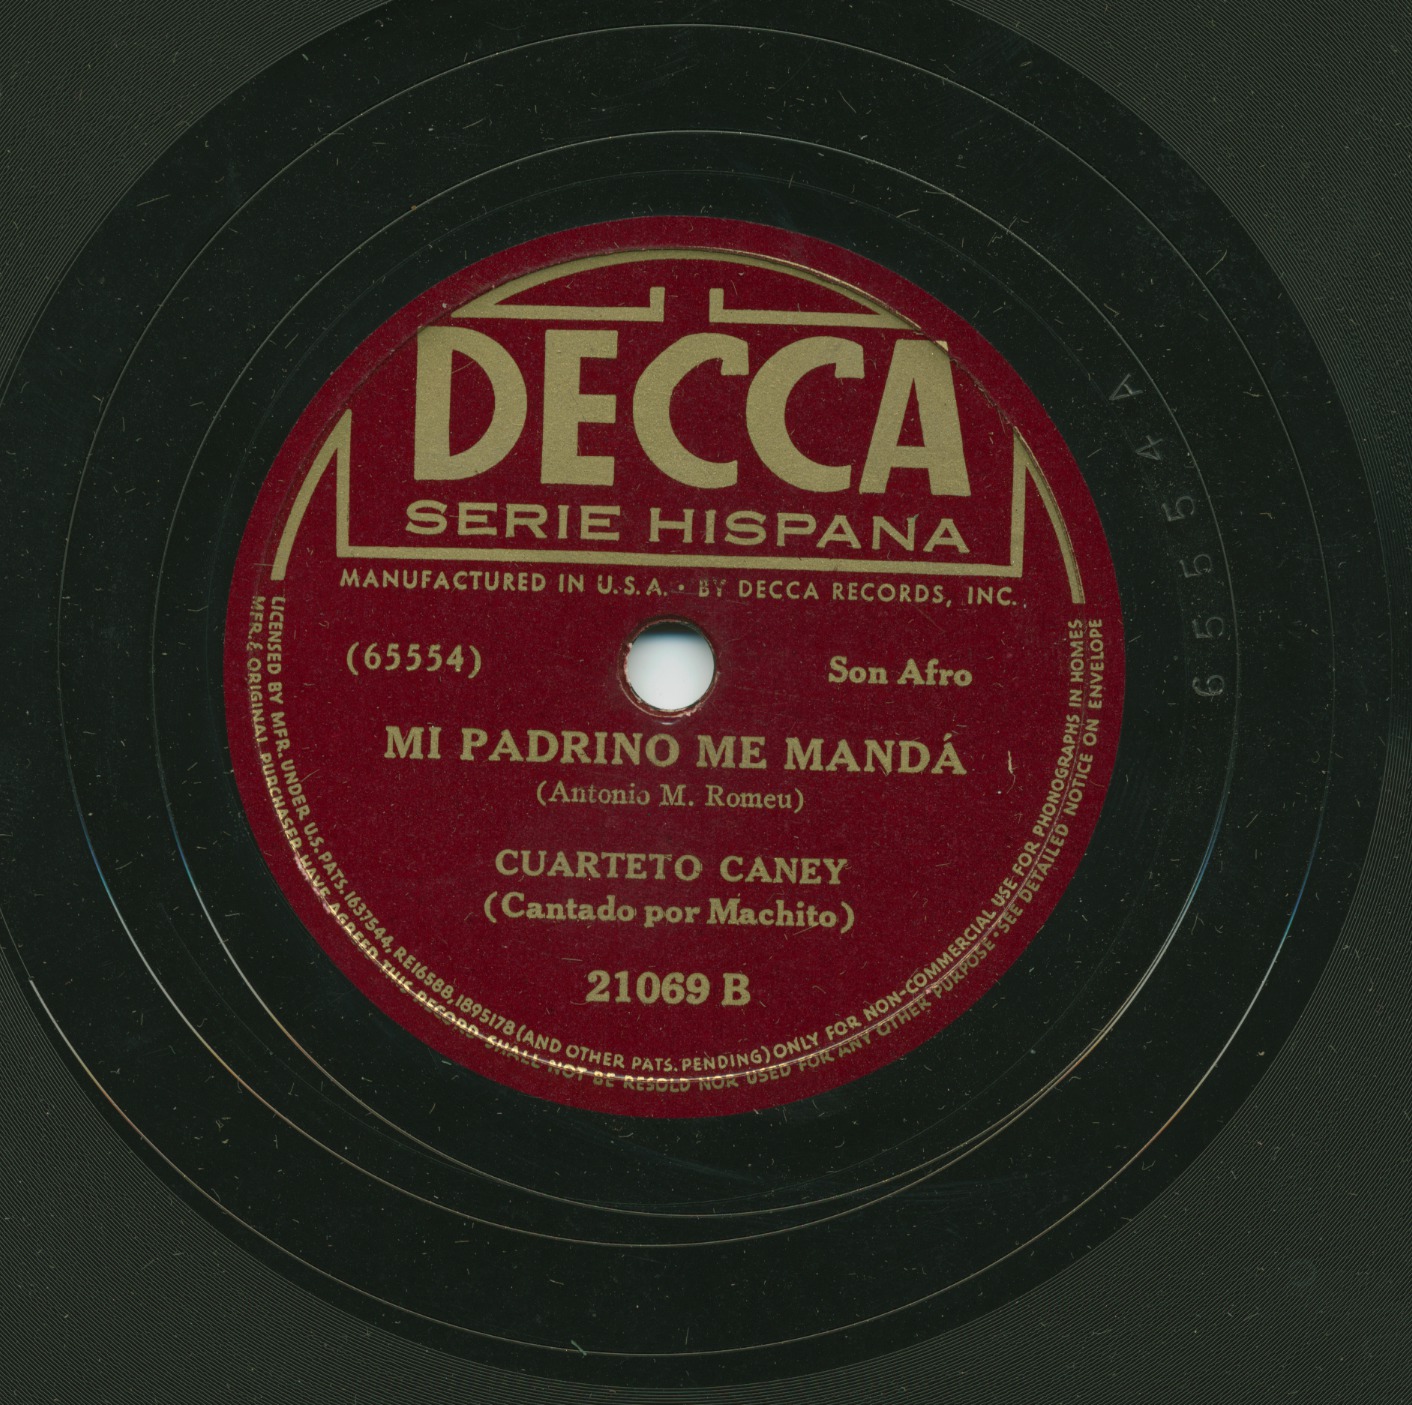 DECCA
SERIE HISPANA
MANUFACTURED IN U.S.A. • BY DECCA RECORDS, INC.
(65554)
Son Afro
MI PADRINO ME MANDÁ
(Antonio M. Romeu)
CUARTETO CANEY
(Cantado por Machito)
21069 B
LICENSED BY MFR. UNDER U.S. PATS. 1637544, RE16588, 1895178 (AND OTHER PATS. PENDING) ONLY FOR NON-COMMERCIAL USE FOR PHONOGRAPHS IN HOMES
MFR. & ORIGINAL PURCHASER HAVE AGREED THIS RECORD SHALL NOT BE RESOLD NOR USED FOR ANY OTHER PURPOSE • SEE DETAILED NOTICE ON ENVELOPE
65554 A